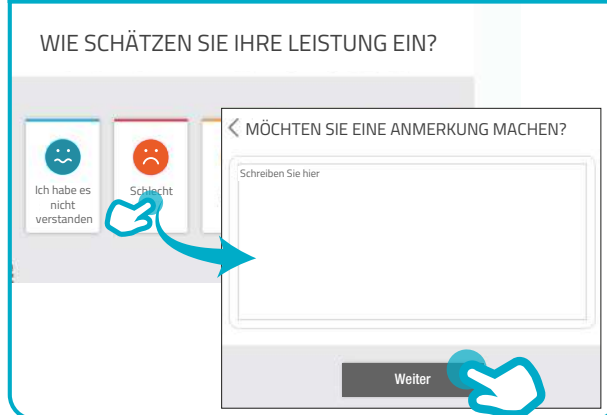 WIE SCHÄTZEN SIE IHRE LEISTUNG EIN?
Ich habe es
nicht
verstanden
Schlecht
MÖCHTEN SIE EINE ANMERKUNG MACHEN?
Schreiben Sie hier
Weiter